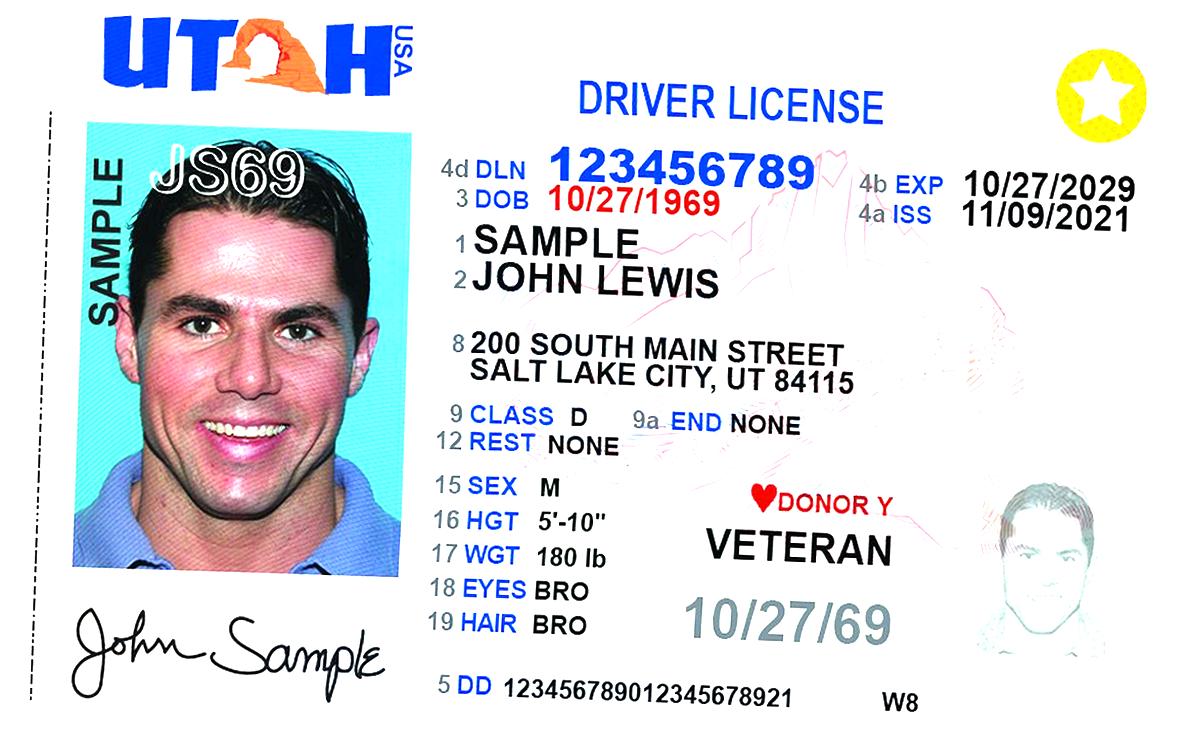 UTAH USA
DRIVER LICENSE
SAMPLE
JS69
4d DLN 123456789
3 DOB 10/27/1969
4b EXP 10/27/2029
4a ISS 11/09/2021
1 SAMPLE
2 JOHN LEWIS
8 200 SOUTH MAIN STREET
SALT LAKE CITY, UT 84115
9 CLASS D 9a END NONE
12 REST NONE
15 SEX M
16 HGT 5'-10"
17 WGT 180 lb
18 EYES BRO
19 HAIR BRO
♥DONOR Y
VETERAN
10/27/69
John Sample
5 DD 123456789012345678921
W8